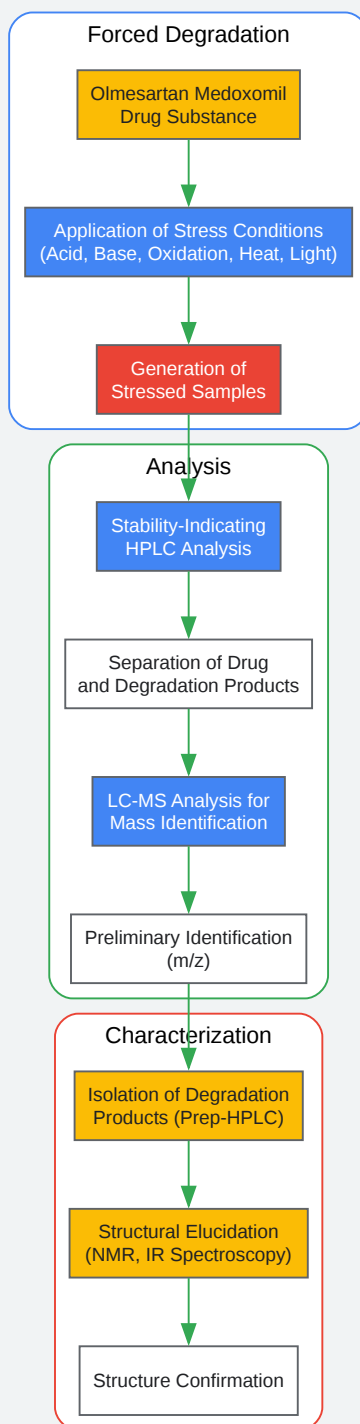 Forced Degradation
Olmesartan Medoxomil
Drug Substance
Application of Stress Conditions
(Acid, Base, Oxidation, Heat, Light)
Generation of
Stressed Samples
Analysis
Stability-Indicating
HPLC Analysis
Separation of Drug
and Degradation Products
LC-MS Analysis for
Mass Identification
Preliminary Identification
(m/z)
Characterization
Isolation of Degradation
Products (Prep-HPLC)
Structural Elucidation
(NMR, IR Spectroscopy)
Structure Confirmation